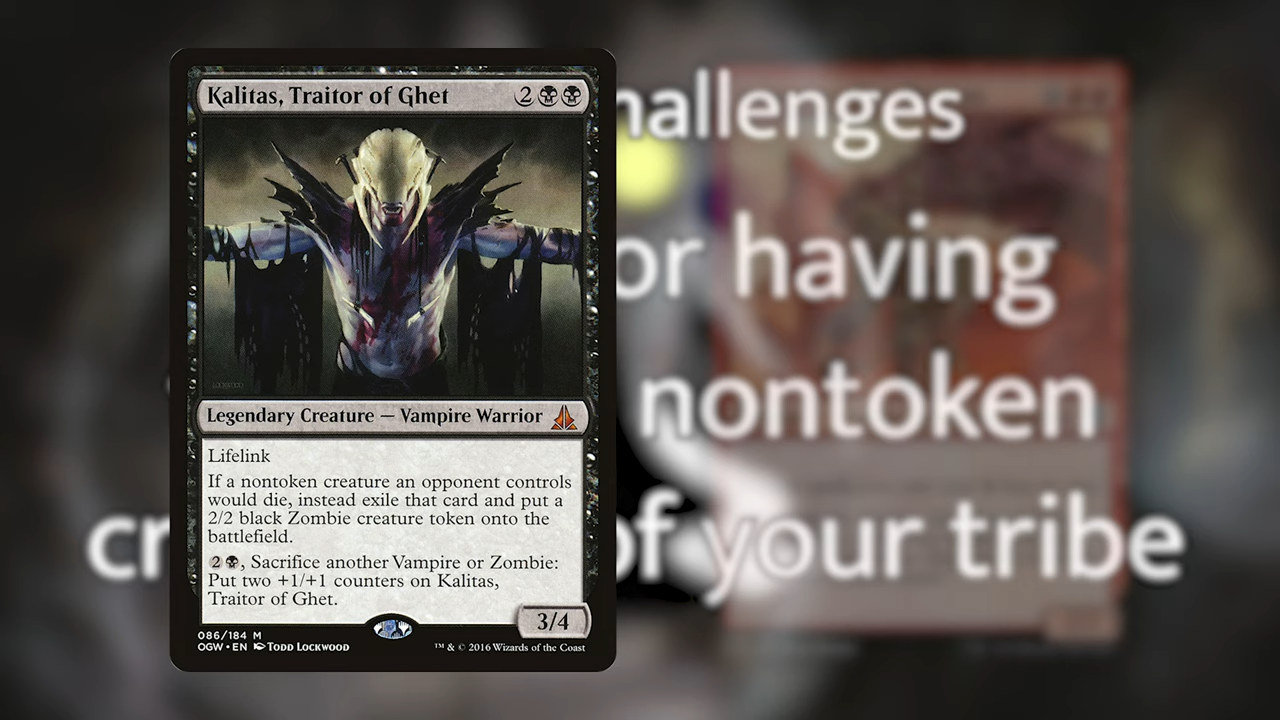 Kalitas, Traitor of Ghet 2
Legendary Creature — Vampire Warrior
Lifelink
If a nontoken creature an opponent controls
would die, instead exile that card and put a
2/2 black Zombie creature token onto the
battlefield.
2, Sacrifice another Vampire or Zombie:
Put two +1/+1 counters on Kalitas,
Traitor of Ghet.
3/4
086/184 M
OGW • EN Todd Lockwood
™ & © 2016 Wizards of the Coast
hallenges
or having
nontoken
cr of your tribe